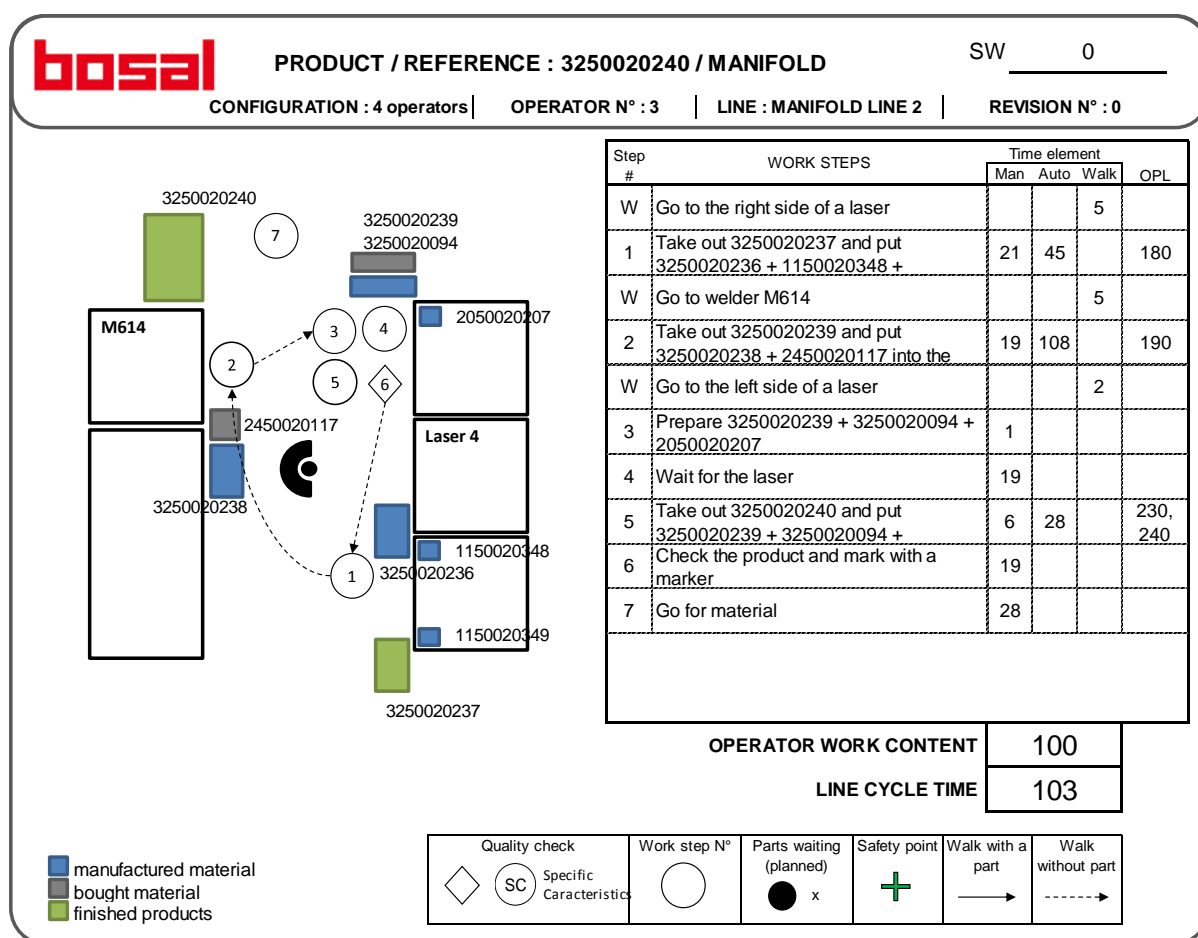 bosal
PRODUCT / REFERENCE : 3250020240 / MANIFOLD
SW 0
CONFIGURATION : 4 operators OPERATOR N° : 3 LINE : MANIFOLD LINE 2 REVISION N° : 0
3250020240
7
3250020239
3250020094
M614
2050020207
3
4
2
5
6
2450020117
Laser 4
3250020238
1150020348
3250020236
1
1150020349
3250020237
Step # WORK STEPS Time element
Man Auto Walk OPL
W Go to the right side of a laser 5
1 Take out 3250020237 and put
3250020236 + 1150020348 + 21 45 180
W Go to welder M614 5
2 Take out 3250020239 and put
3250020238 + 2450020117 into the 19 108 190
W Go to the left side of a laser 2
3 Prepare 3250020239 + 3250020094 +
2050020207 1
4 Wait for the laser 19
5 Take out 3250020240 and put
3250020239 + 3250020094 + 6 28 230, 240
6 Check the product and mark with a
marker 19
7 Go for material 28
OPERATOR WORK CONTENT 100
LINE CYCLE TIME 103
manufactured material
bought material
finished products
Quality check
SC Specific
Caracteristics
Work step N°
Parts waiting
(planned)
x
Safety point
Walk with a
part
Walk
without part